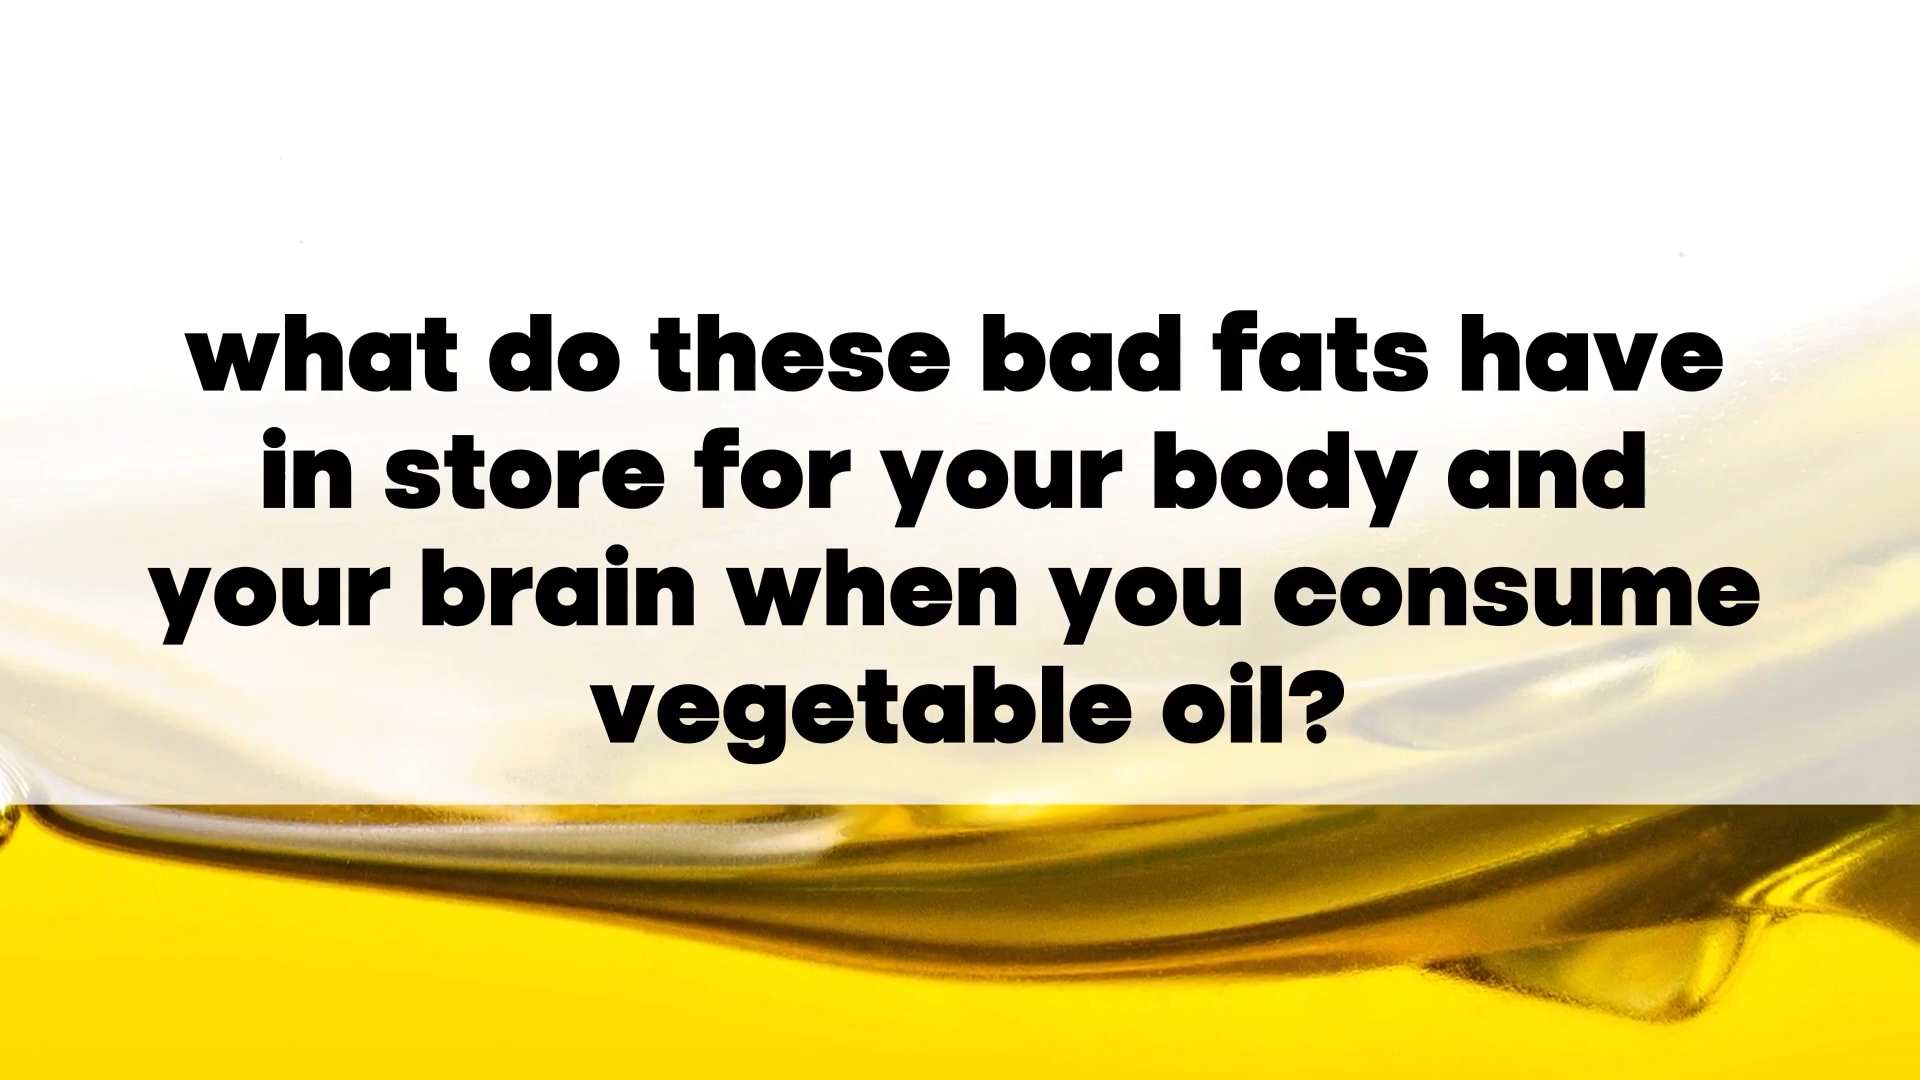 what do these bad fats have
in store for your body and
your brain when you consume
vegetable oil?